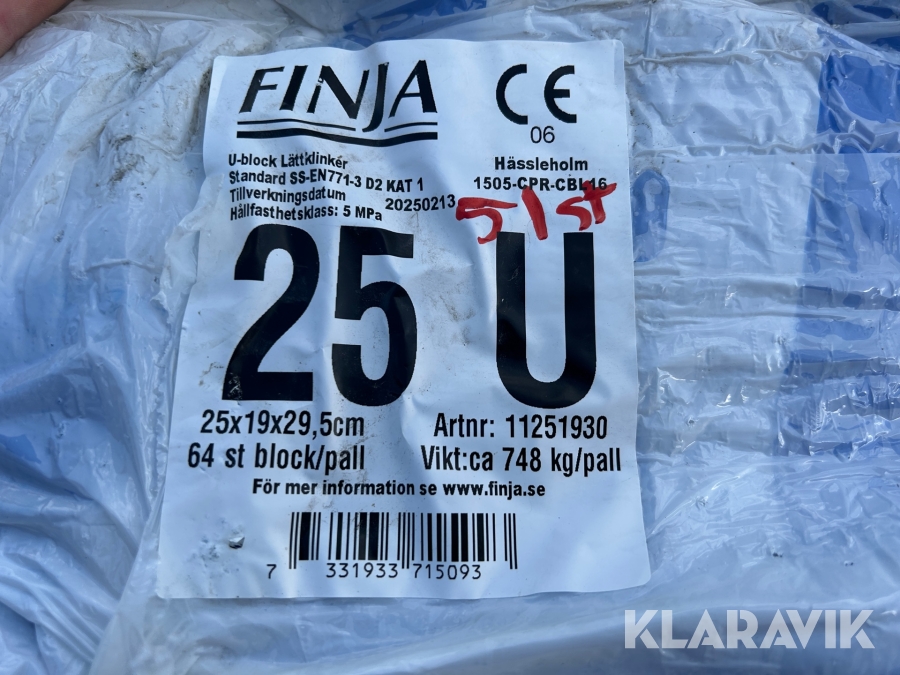 FINJA
CE
06
U-block Lättklinker
Standard SS-EN771-3 D2 KAT 1
Tillverkningsdatum 20250213
Hållfasthetsklass: 5 MPa
Hässleholm
1505-CPR-CBL16
51st
25 U
25x19x29,5cm
64 st block/pall
Artnr: 11251930
Vikt:ca 748 kg/pall
För mer information se www.finja.se
7 331933 715093
KLARAVIK